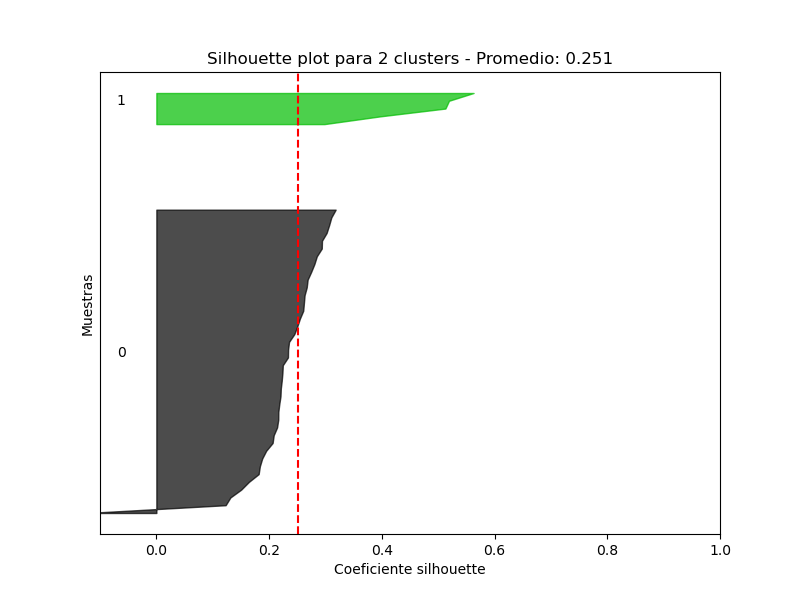 Silhouette plot para 2 clusters - Promedio: 0.251
1
0
Muestras
0.0 0.2 0.4 0.6 0.8 1.0
Coeficiente silhouette